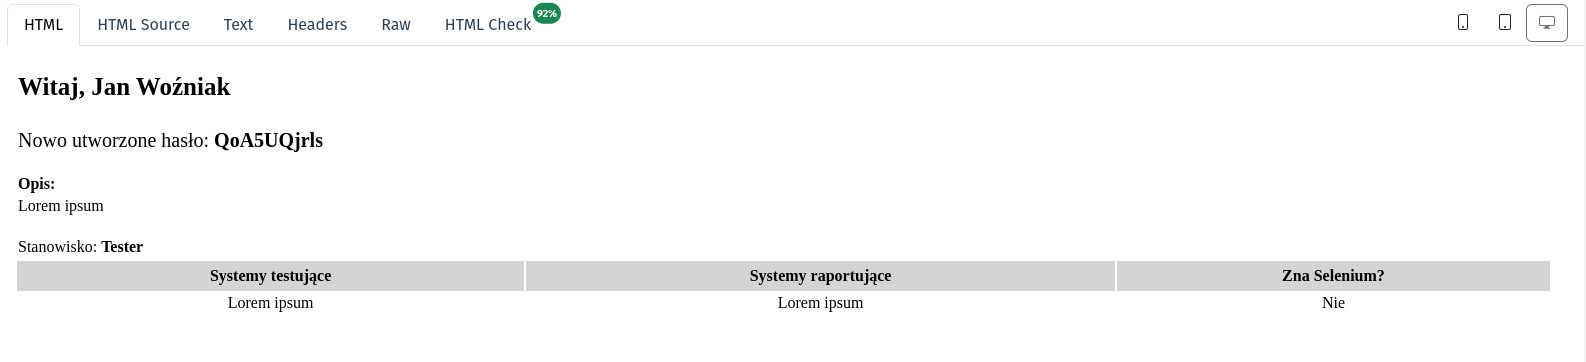 HTML HTML Source Text Headers Raw HTML Check 92%
Witaj, Jan Woźniak
Nowo utworzone hasło: QoA5UQjrls
Opis:
Lorem ipsum
Stanowisko: Tester
Systemy testujące Systemy raportujące Zna Selenium?
Lorem ipsum Lorem ipsum Nie